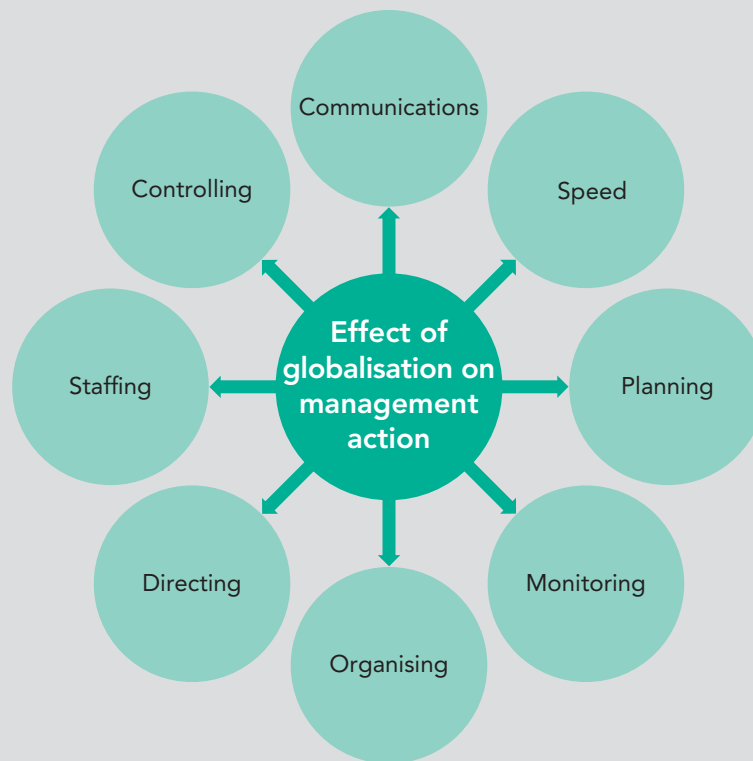 Communications
Controlling
Speed
Effect of
globalisation on
management
action
Staffing
Planning
Directing
Monitoring
Organising